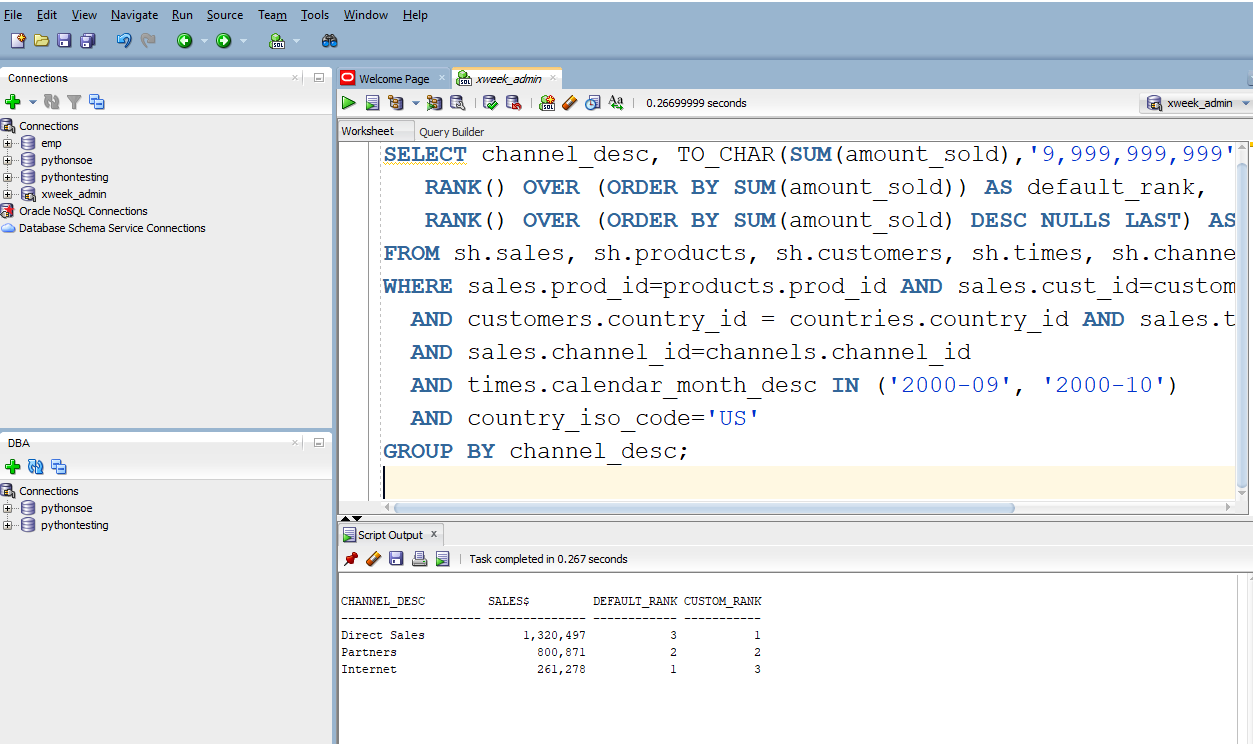 File Edit View Navigate Run Source Team Tools Window Help
Connections
Connections
emp
pythonsoe
pythontesting
xweek_admin
Oracle NoSQL Connections
Database Schema Service Connections
DBA
Connections
pythonsoe
pythontesting
Welcome Page xweek_admin
SQL 0.26699999 seconds xweek_admin
Worksheet Query Builder
SELECT channel_desc, TO_CHAR(SUM(amount_sold),'9,999,999,999'
RANK() OVER (ORDER BY SUM(amount_sold)) AS default_rank,
RANK() OVER (ORDER BY SUM(amount_sold) DESC NULLS LAST) AS
FROM sh.sales, sh.products, sh.customers, sh.times, sh.channe
WHERE sales.prod_id=products.prod_id AND sales.cust_id=custom
AND customers.country_id = countries.country_id AND sales.t
AND sales.channel_id=channels.channel_id
AND times.calendar_month_desc IN ('2000-09', '2000-10')
AND country_iso_code='US'
GROUP BY channel_desc;
Script Output
Task completed in 0.267 seconds
CHANNEL_DESC SALES$ DEFAULT_RANK CUSTOM_RANK
-------------------- -------------- ------------ -----------
Direct Sales 1,320,497 3 1
Partners 800,871 2 2
Internet 261,278 1 3